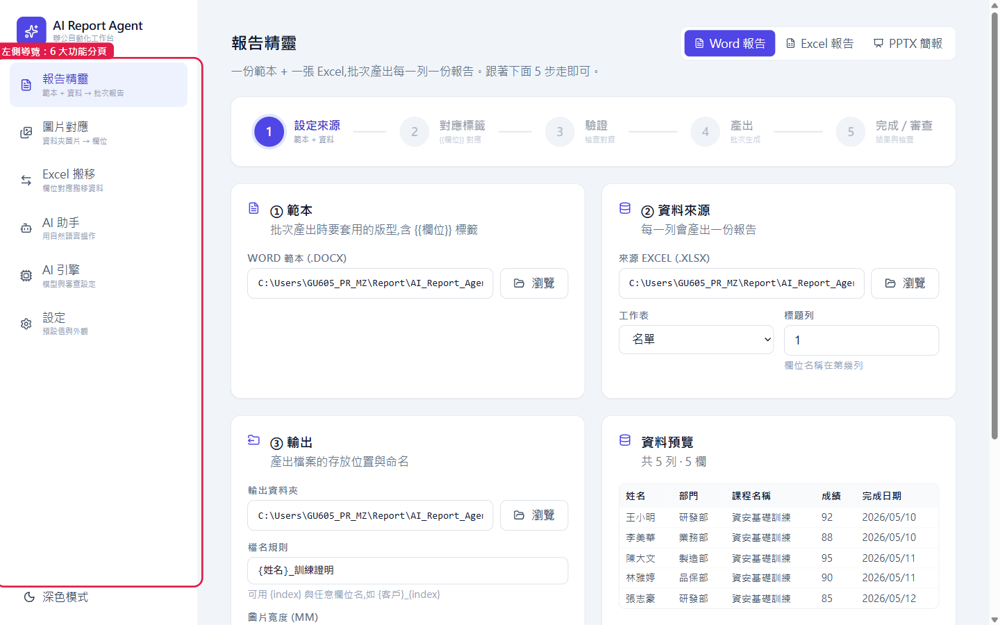 AI Report Agent
辦公自動化工作台
左側導覽:6 大功能分頁
報告精靈
範本 + 資料 → 批次報告
圖片對應
資料夾圖片 → 欄位
Excel 搬移
欄位對應搬移資料
AI 助手
用自然語言操作
AI 引擎
模型與審查設定
設定
預設值與外觀
深色模式
報告精靈
一份範本 + 一張 Excel,批次產出每一列一份報告。跟著下面 5 步走即可。
Word 報告
Excel 報告
PPTX 簡報
1
設定來源
範本 + 資料
2
對應標籤
{{欄位}} 對應
3
驗證
檢查對齊
4
產出
批次生成
5
完成 / 審查
結果與檢查
① 範本
批次產出時要套用的版型,含 {{欄位}} 標籤
WORD 範本 (.DOCX)
C:\Users\GU605_PR_MZ\Report\AI_Report_Agen
瀏覽
② 資料來源
每一列會產出一份報告
來源 EXCEL (.XLSX)
C:\Users\GU605_PR_MZ\Report\AI_Report_Agen
瀏覽
工作表
名單
標題列
1
欄位名稱在第幾列
③ 輸出
產出檔案的存放位置與命名
輸出資料夾
C:\Users\GU605_PR_MZ\Report\AI_Report_Agen
瀏覽
檔名規則
{姓名}_訓練證明
可用 {index} 與任意欄位名,如 {客戶}_{index}
圖片寬度 (MM)
資料預覽
共 5 列 · 5 欄
姓名 部門 課程名稱 成績 完成日期
王小明 研發部 資安基礎訓練 92 2026/05/10
李美華 業務部 資安基礎訓練 88 2026/05/10
陳大文 製造部 資安基礎訓練 95 2026/05/11
林雅婷 品保部 資安基礎訓練 90 2026/05/11
張志豪 研發部 資安基礎訓練 85 2026/05/12